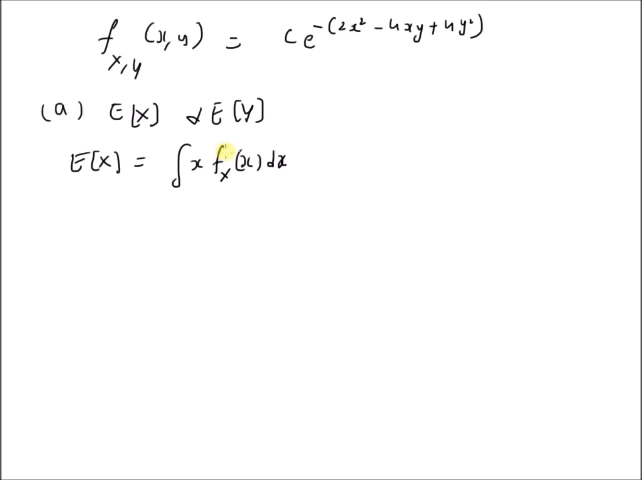 f_{X,Y} (x,y) = c e^{-(2x² - 4xy + 4y²)}
(a) E[X] & E[Y]
E[X] = ∫ x f_X (x) dx